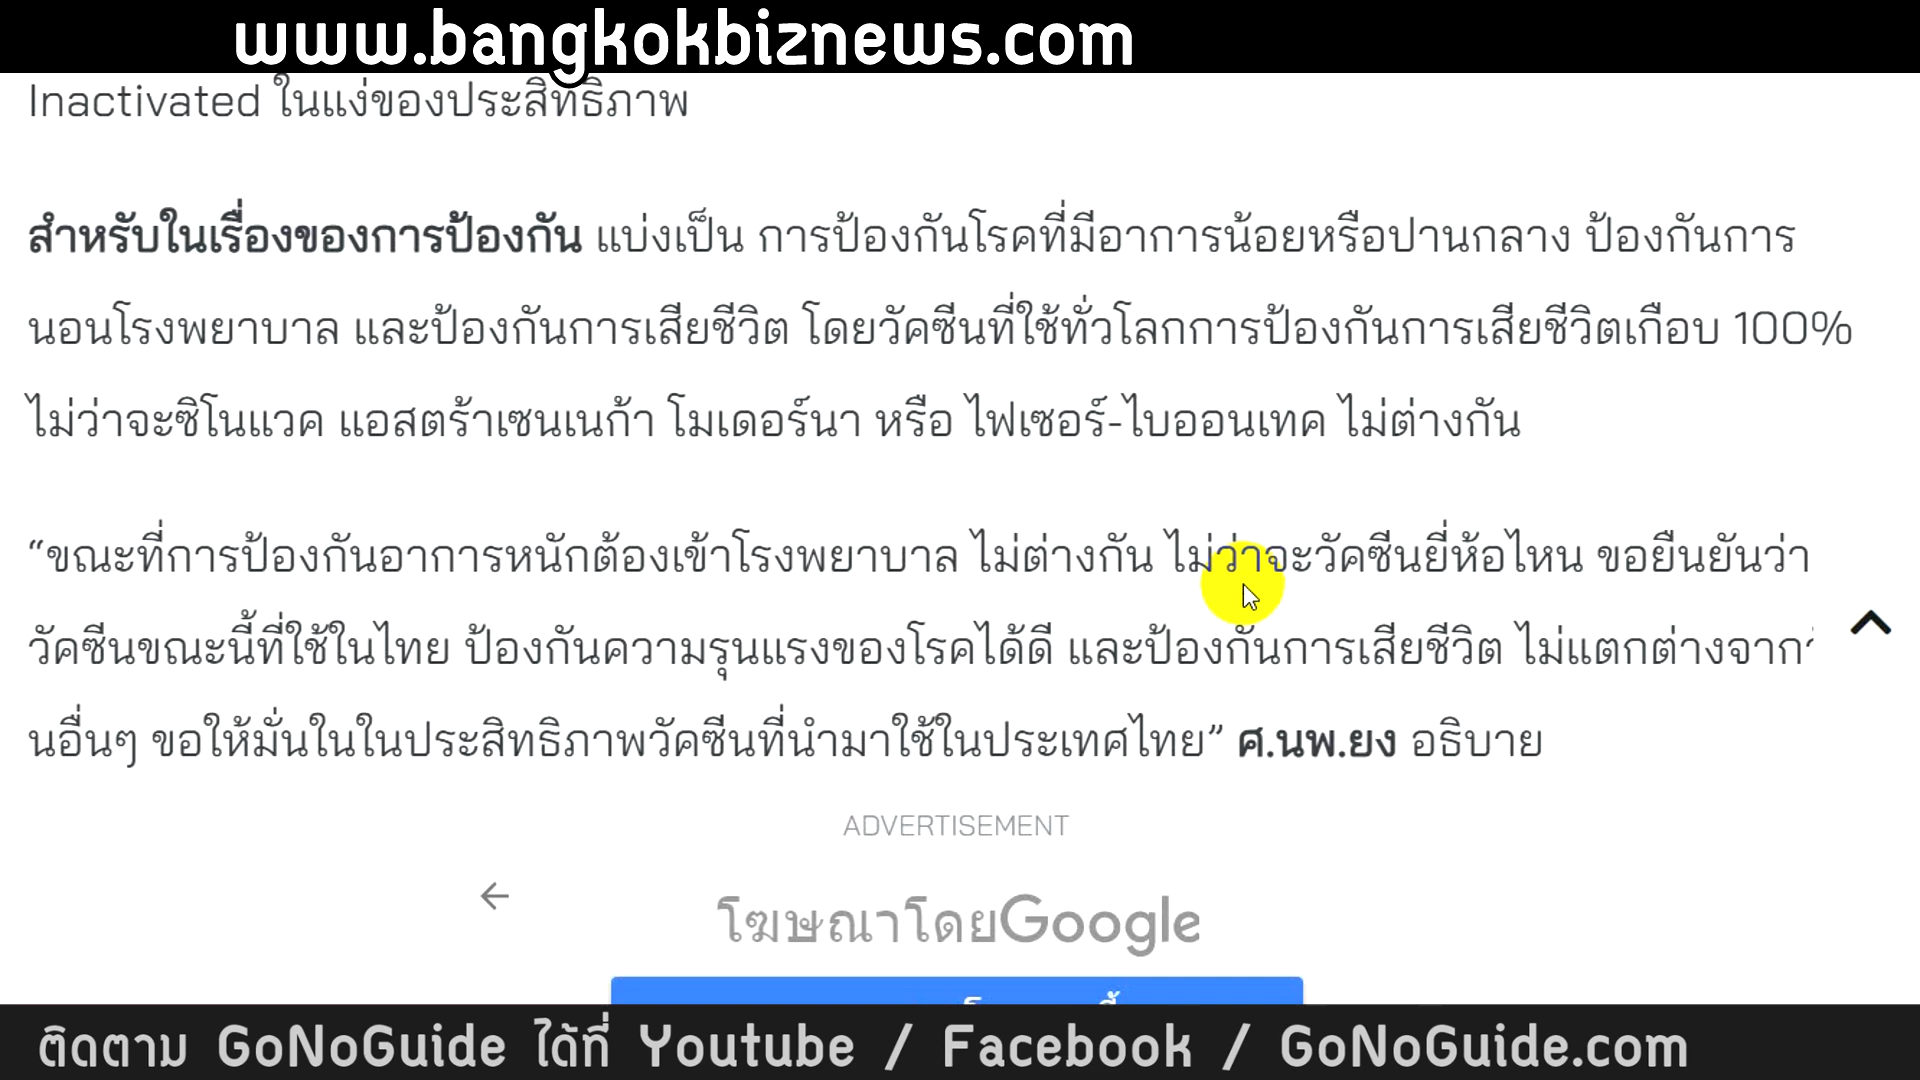 www.bangkokbiznews.com
Inactivated ในแง่ของประสิทธิภาพ
สำหรับในเรื่องของการป้องกัน แบ่งเป็น การป้องกันโรคที่มีอาการน้อยหรือปานกลาง ป้องกันการ
นอนโรงพยาบาล และป้องกันการเสียชีวิต โดยวัคซีนที่ใช้ทั่วโลกการป้องกันการเสียชีวิตเกือบ 100%
ไม่ว่าจะซิโนแวค แอสตร้าเซนเนก้า โมเดอร์นา หรือ ไฟเซอร์-ไบออนเทค ไม่ต่างกัน
“ขณะที่การป้องกันอาการหนักต้องเข้าโรงพยาบาล ไม่ต่างกัน ไม่ว่าจะวัคซีนยี่ห้อไหน ขอยืนยันว่า
วัคซีนขณะนี้ที่ใช้ในไทย ป้องกันความรุนแรงของโรคได้ดี และป้องกันการเสียชีวิต ไม่แตกต่างจาก
นอื่นๆ ขอให้มั่นในในประสิทธิภาพวัคซีนที่นำมาใช้ในประเทศไทย” ศ.นพ.ยง อธิบาย
ADVERTISEMENT
โฆษณาโดยGoogle
ติดตาม GoNoGuide ได้ที่ Youtube / Facebook / GoNoGuide.com